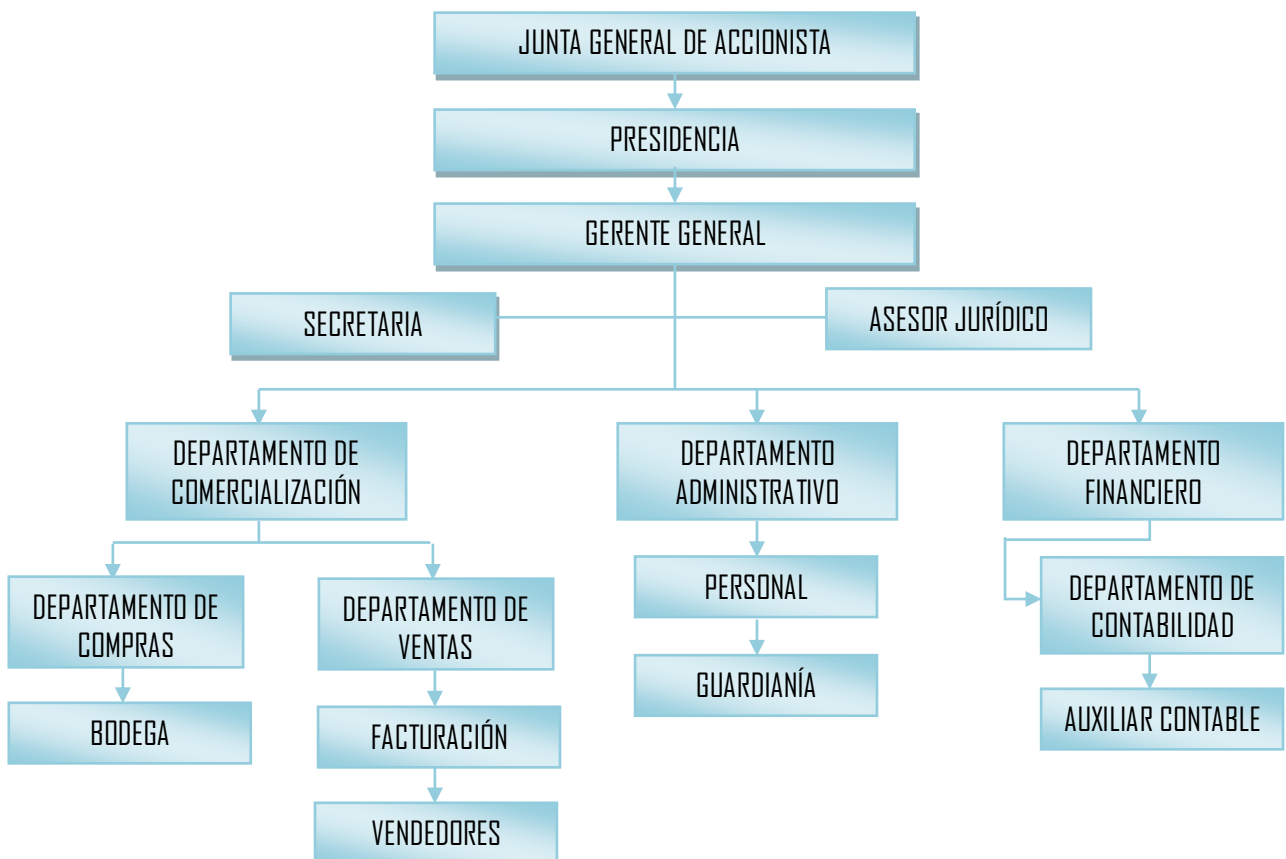 JUNTA GENERAL DE ACCIONISTA
PRESIDENCIA
GERENTE GENERAL
SECRETARIA
ASESOR JURÍDICO
DEPARTAMENTO DE
COMERCIALIZACIÓN
DEPARTAMENTO
ADMINISTRATIVO
DEPARTAMENTO
FINANCIERO
DEPARTAMENTO DE
COMPRAS
DEPARTAMENTO DE
VENTAS
PERSONAL
DEPARTAMENTO DE
CONTABILIDAD
BODEGA
FACTURACIÓN
GUARDIANÍA
AUXILIAR CONTABLE
VENDEDORES